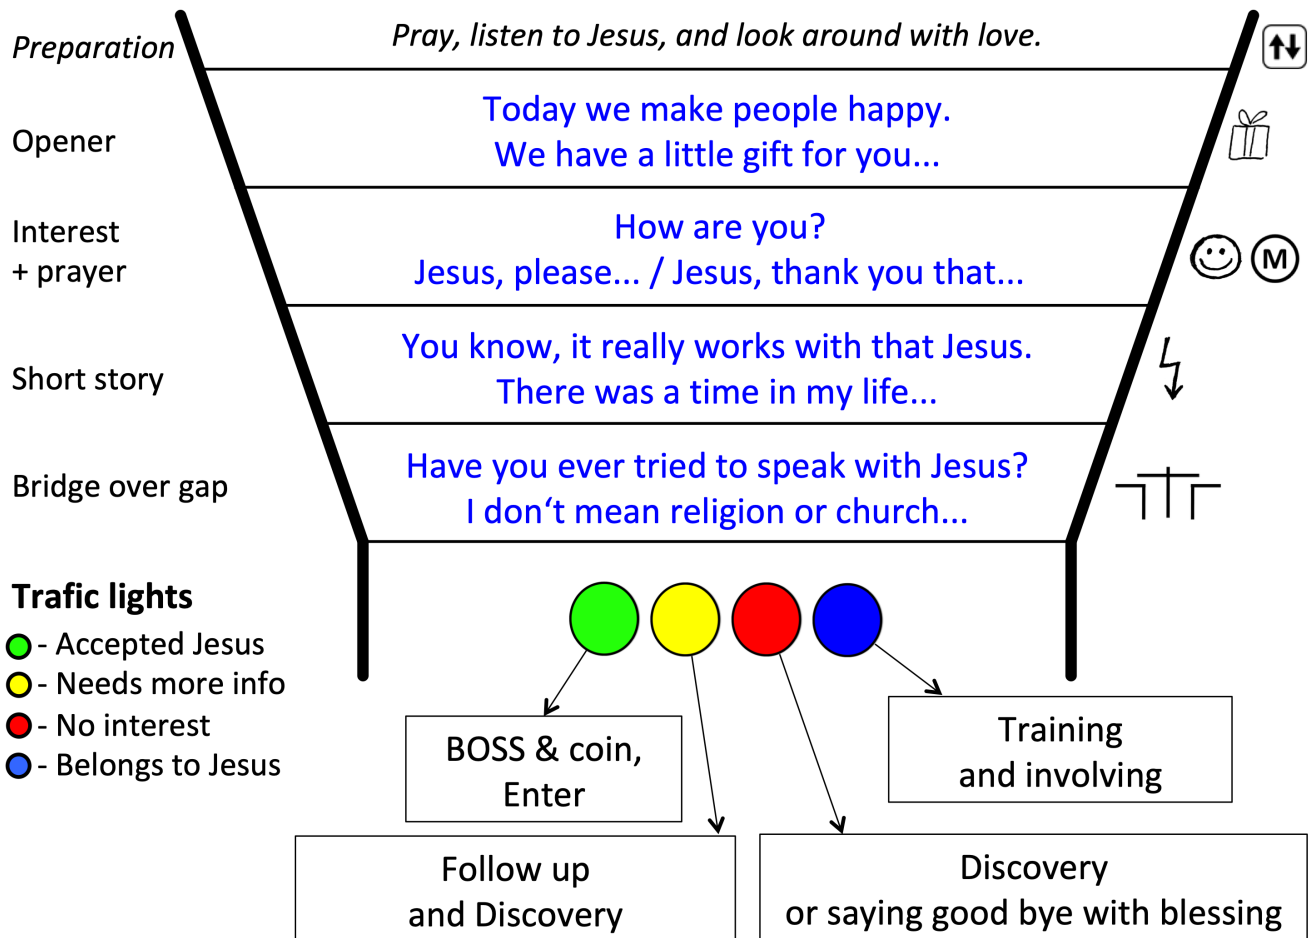 Preparation
Pray, listen to Jesus, and look around with love.
Opener
Today we make people happy.
We have a little gift for you...
Interest
+ prayer
How are you?
Jesus, please... / Jesus, thank you that...
M
Short story
You know, it really works with that Jesus.
There was a time in my life...
Bridge over gap
Have you ever tried to speak with Jesus?
I don‘t mean religion or church...
Trafic lights
- Accepted Jesus
- Needs more info
- No interest
- Belongs to Jesus
BOSS & coin,
Enter
Training
and involving
Follow up
and Discovery
Discovery
or saying good bye with blessing